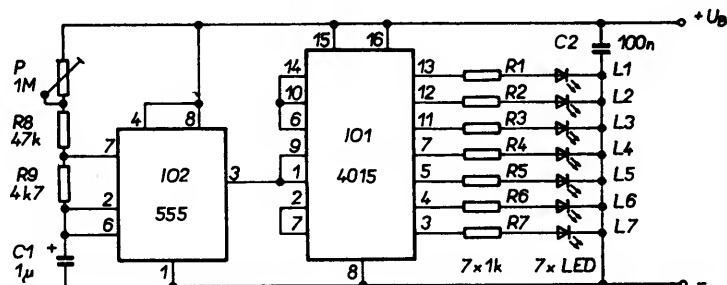 + U_B
C2
100n
P
1M
15
16
14
13
R1
L1
10
12
R2
L2
4
8
6
11
R3
L3
R8
47k
7
9
IO1
7
R4
L4
R9
4k7
IO2
3
1
4015
5
R5
L5
2
555
2
4
R6
L6
6
7
3
R7
L7
C1
+
1µ
1
8
7x1k
7x LED
–